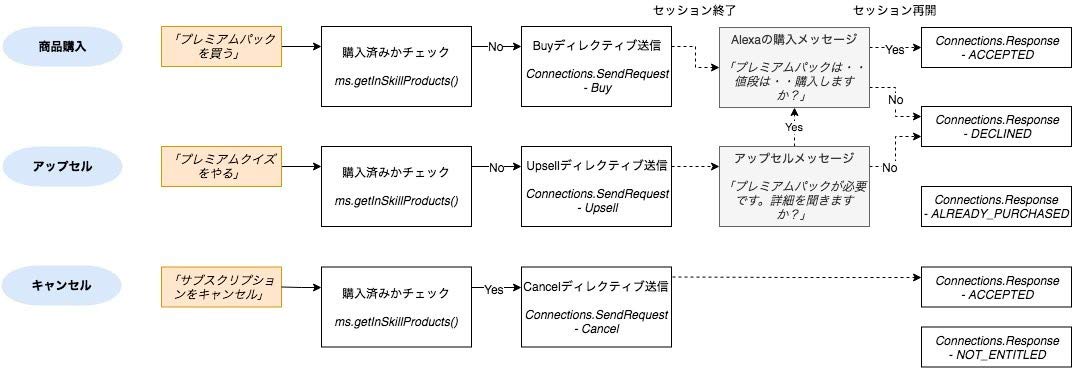 セッション終了
セッション再開
商品購入
「プレミアムパック
を買う」
購入済みかチェック
ms.getInSkillProducts()
No
Buyディレクティブ送信
Connections.SendRequest
- Buy
Alexaの購入メッセージ
「プレミアムパックは・・
値段は・・購入します
か？」
Yes
Connections.Response
- ACCEPTED
No
Connections.Response
- DECLINED
Yes
アップセル
「プレミアムクイズ
をやる」
購入済みかチェック
ms.getInSkillProducts()
No
Upsellディレクティブ送信
Connections.SendRequest
- Upsell
アップセルメッセージ
「プレミアムパックが必要
です。詳細を聞きます
か？」
No
Connections.Response
- ALREADY_PURCHASED
キャンセル
「サブスクリプション
をキャンセル」
購入済みかチェック
ms.getInSkillProducts()
Yes
Cancelディレクティブ送信
Connections.SendRequest
- Cancel
Connections.Response
- ACCEPTED
Connections.Response
- NOT_ENTITLED